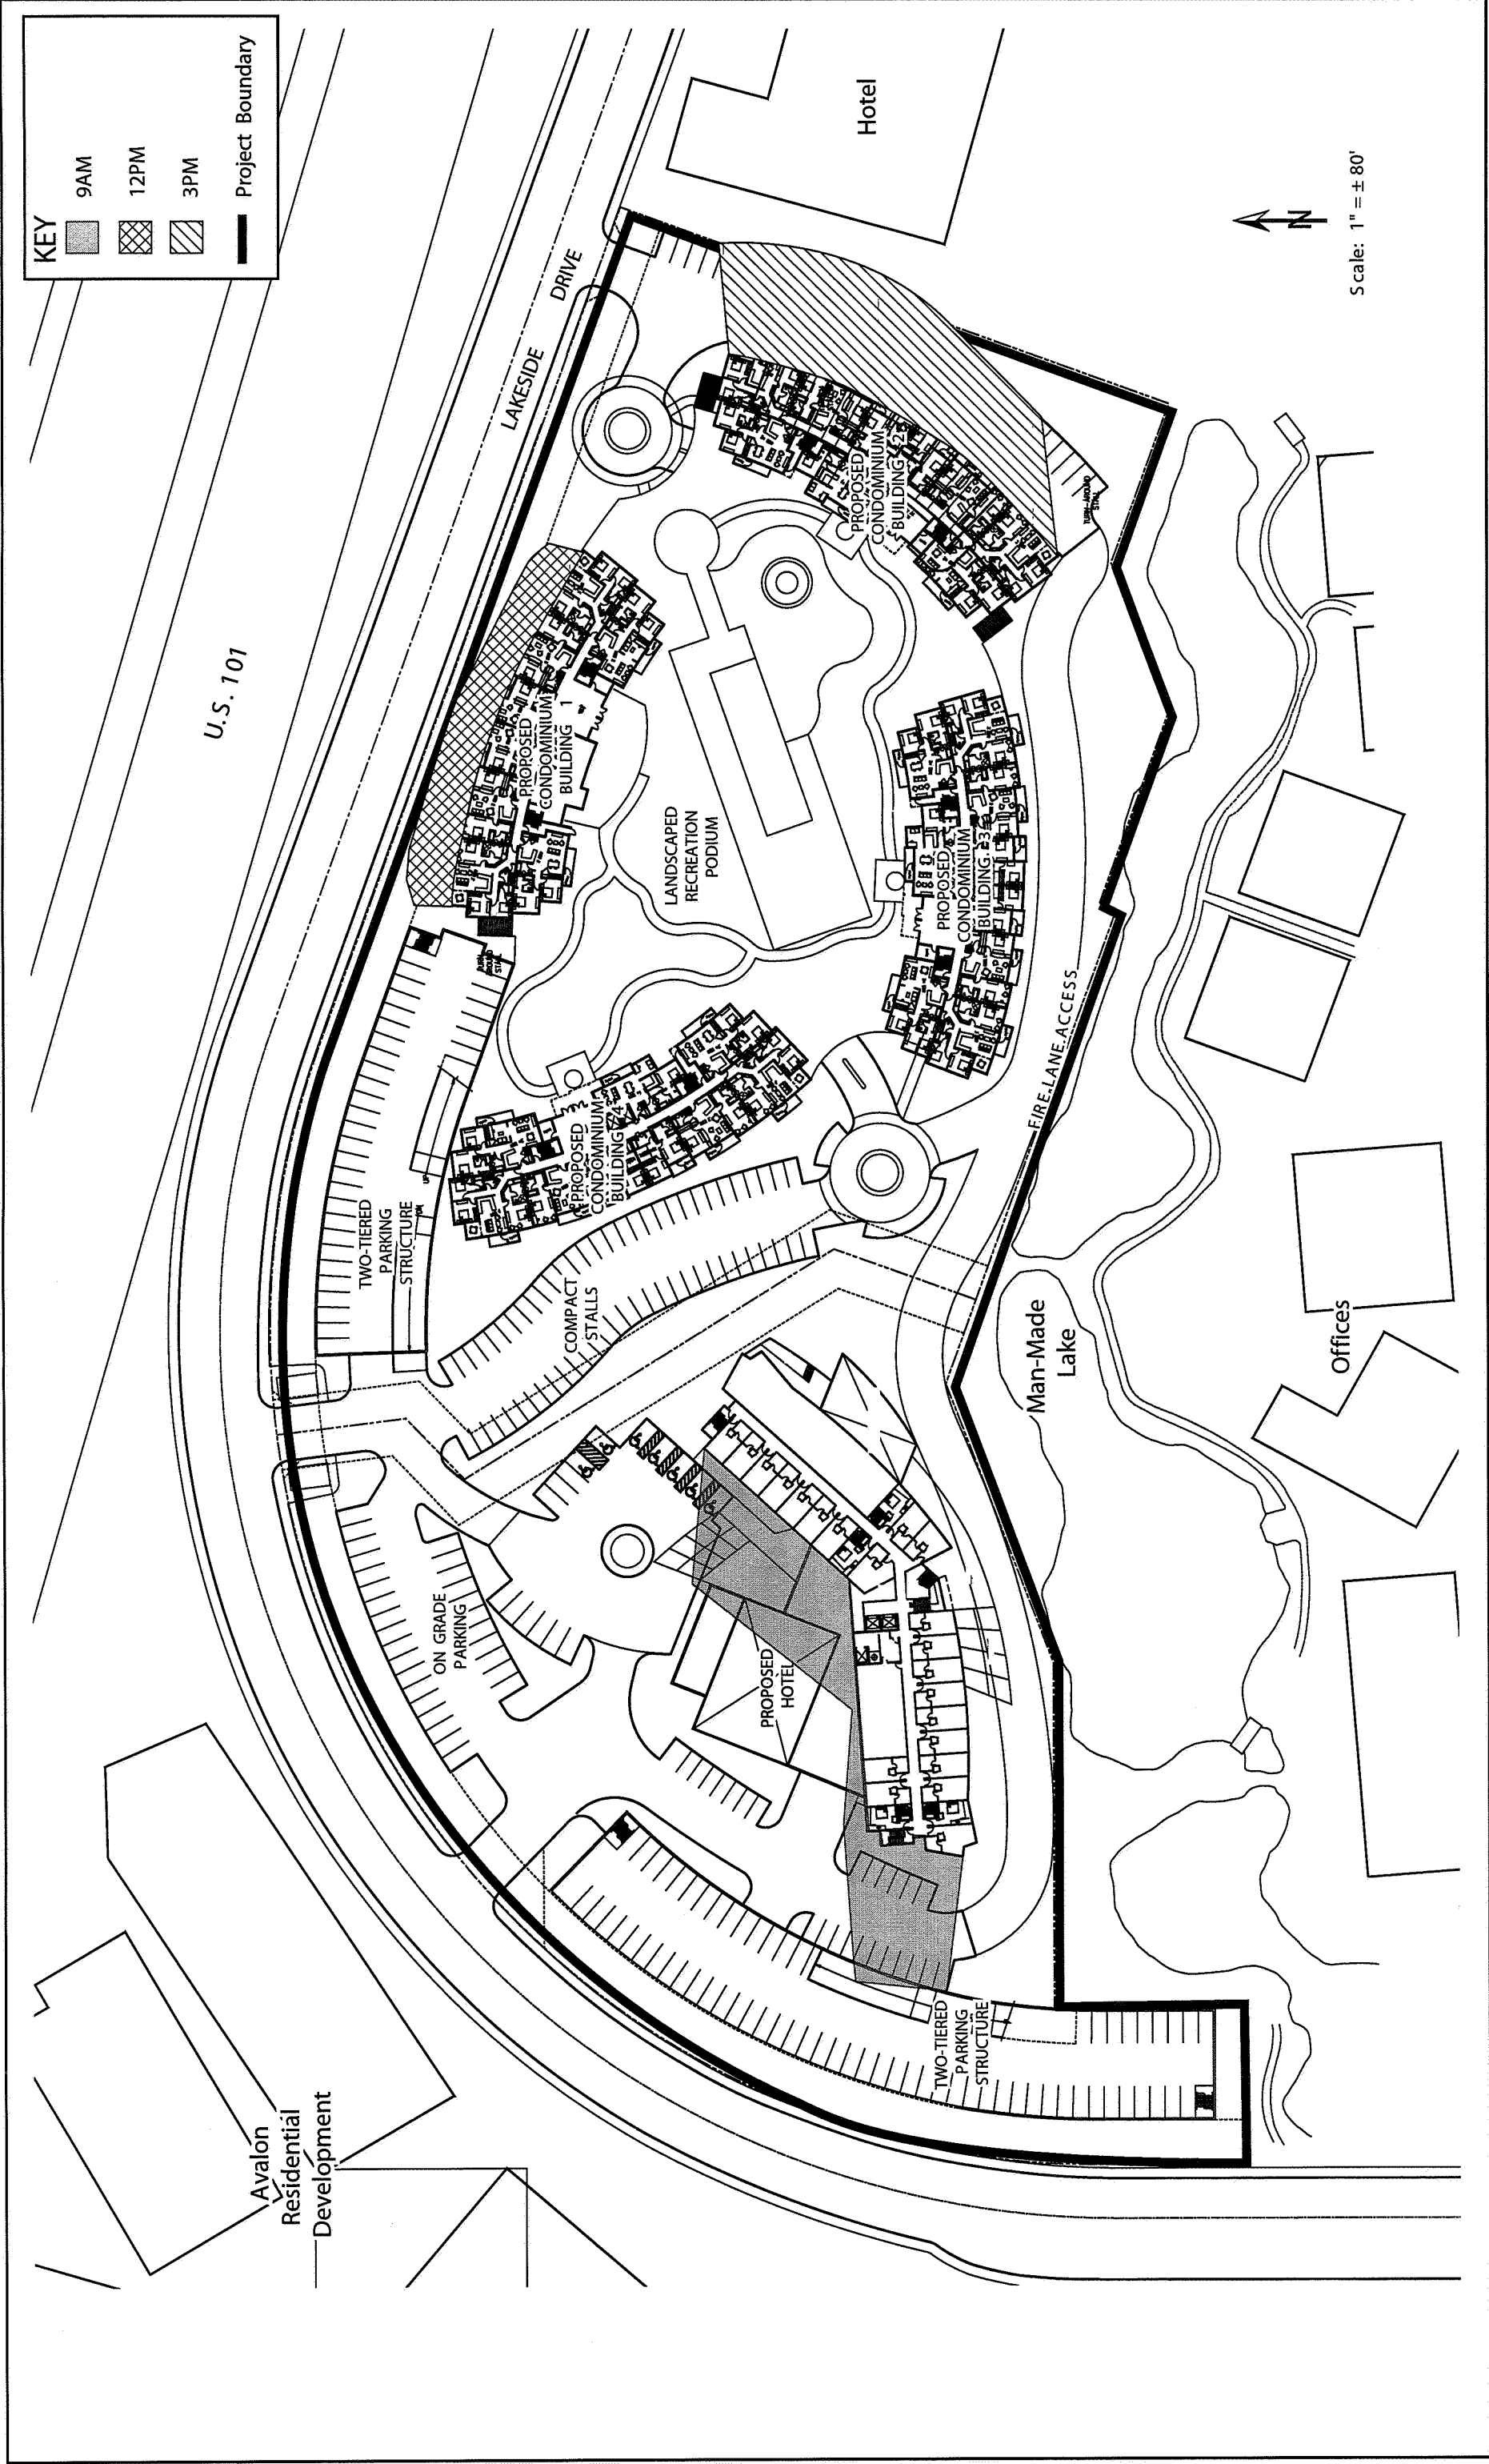 KEY
9AM
12PM
3PM
Project Boundary
U.S. 101
LAKESIDE DRIVE
Hotel
N
Scale: 1" = ± 80'
PROPOSED
CONDOMINIUM
BUILDING 1
PROPOSED
CONDOMINIUM
BUILDING 2
PROPOSED
CONDOMINIUM
BUILDING 3
PROPOSED
CONDOMINIUM
BUILDING 4
LANDSCAPED
RECREATION
PODIUM
TWO-TIERED
PARKING
STRUCTURE
UP
COMPACT
STALLS
FIRE LANE ACCESS
Man-Made
Lake
Offices
ON GRADE
PARKING
PROPOSED
HOTEL
TWO-TIERED
PARKING
STRUCTURE
Avalon
Residential
Development